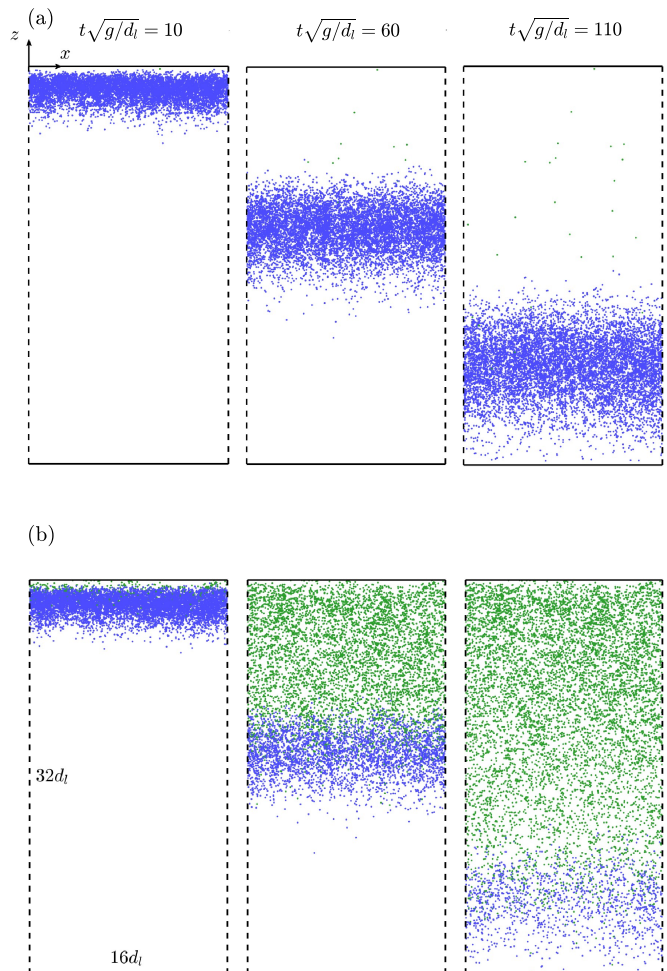 (a)
t√g/d_l = 10
t√g/d_l = 60
t√g/d_l = 110
z
x
(b)
32d_l
16d_l